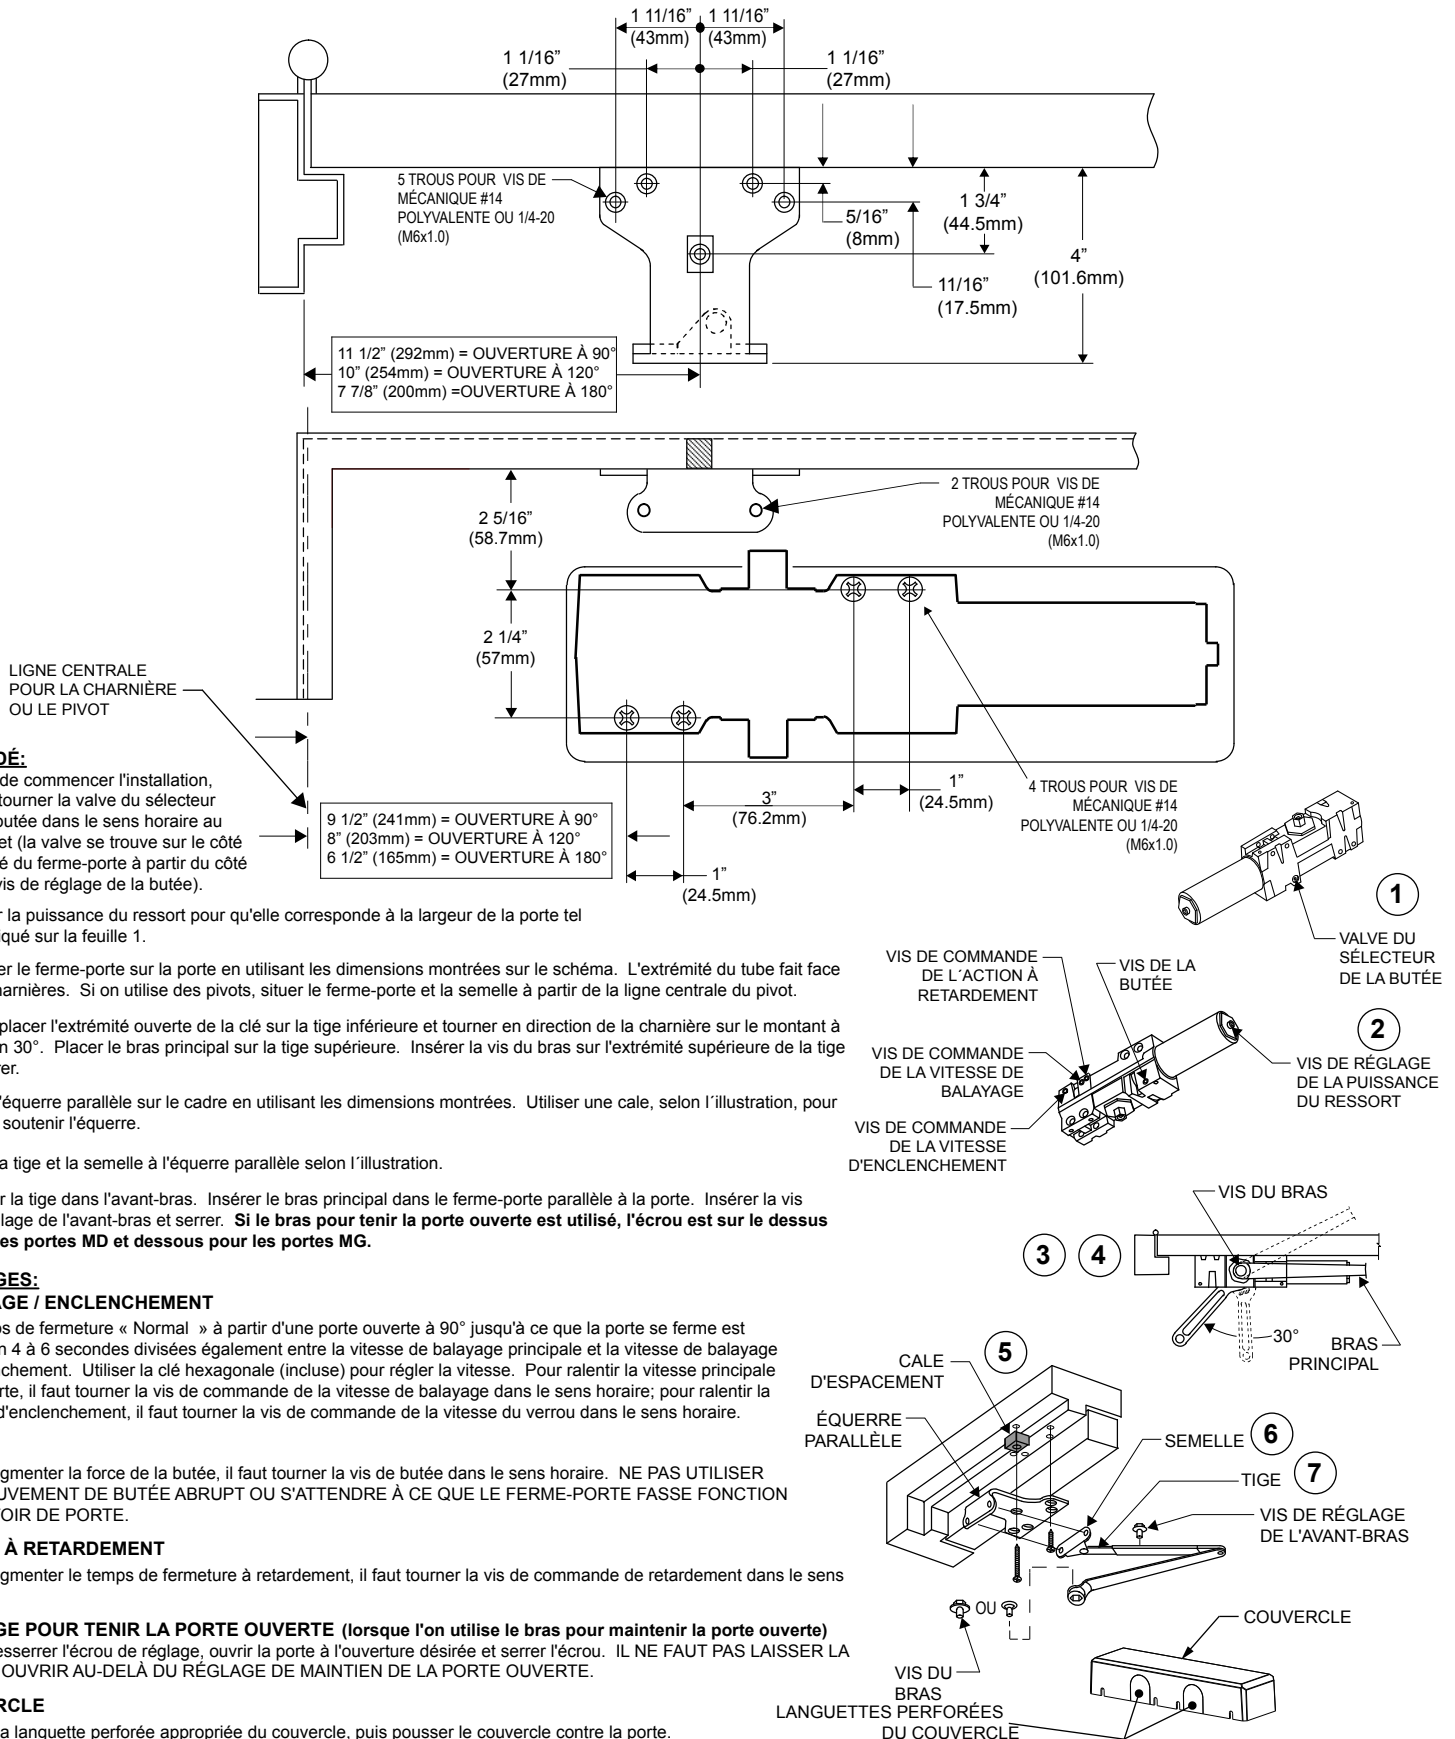 1 11/16” 1 11/16”
(43mm) (43mm)
1 1/16”
(27mm)
1 1/16”
(27mm)
5 TROUS POUR VIS DE
MÉCANIQUE #14
POLYVALENTE OU 1/4-20
(M6x1.0)
5/16”
(8mm)
1 3/4”
(44.5mm)
4”
(101.6mm)
11/16”
(17.5mm)
11 1/2” (292mm) = OUVERTURE À 90°
10” (254mm) = OUVERTURE À 120°
7 7/8” (200mm) =OUVERTURE À 180°
2 TROUS POUR VIS DE
MÉCANIQUE #14
POLYVALENTE OU 1/4-20
(M6x1.0)
2 5/16”
(58.7mm)
2 1/4”
(57mm)
LIGNE CENTRALE
POUR LA CHARNIÈRE
OU LE PIVOT
4 TROUS POUR VIS DE
MÉCANIQUE #14
POLYVALENTE OU 1/4-20
(M6x1.0)
1”
(24.5mm)
3”
(76.2mm)
9 1/2” (241mm) = OUVERTURE À 90°
8” (203mm) = OUVERTURE À 120°
6 1/2” (165mm) = OUVERTURE À 180°
1”
(24.5mm)
DÉ:
de commencer l'installation,
tourner la valve du sélecteur
butée dans le sens horaire au
et (la valve se trouve sur le côté
é du ferme-porte à partir du côté
vis de réglage de la butée).
r la puissance du ressort pour qu'elle corresponde à la largeur de la porte tel
iqué sur la feuille 1.
er le ferme-porte sur la porte en utilisant les dimensions montrées sur le schéma. L'extrémité du tube fait face
harnières. Si on utilise des pivots, situer le ferme-porte et la semelle à partir de la ligne centrale du pivot.
placer l'extrémité ouverte de la clé sur la tige inférieure et tourner en direction de la charnière sur le montant à
n 30°. Placer le bras principal sur la tige supérieure. Insérer la vis du bras sur l'extrémité supérieure de la tige
rer.
'équerre parallèle sur le cadre en utilisant les dimensions montrées. Utiliser une cale, selon l´illustration, pour
soutenir l'équerre.
a tige et la semelle à l'équerre parallèle selon l´illustration.
r la tige dans l'avant-bras. Insérer le bras principal dans le ferme-porte parallèle à la porte. Insérer la vis
lage de l'avant-bras et serrer. Si le bras pour tenir la porte ouverte est utilisé, l'écrou est sur le dessus
es portes MD et dessous pour les portes MG.
GES:
AGE / ENCLENCHEMENT
ps de fermeture « Normal » à partir d'une porte ouverte à 90° jusqu'à ce que la porte se ferme est
n 4 à 6 secondes divisées également entre la vitesse de balayage principale et la vitesse de balayage
nchement. Utiliser la clé hexagonale (incluse) pour régler la vitesse. Pour ralentir la vitesse principale
rte, il faut tourner la vis de commande de la vitesse de balayage dans le sens horaire; pour ralentir la
d'enclenchement, il faut tourner la vis de commande de la vitesse du verrou dans le sens horaire.
gmenter la force de la butée, il faut tourner la vis de butée dans le sens horaire. NE PAS UTILISER
UVEMENT DE BUTÉE ABRUPT OU S'ATTENDRE À CE QUE LE FERME-PORTE FASSE FONCTION
TOIR DE PORTE.
À RETARDEMENT
gmenter le temps de fermeture à retardement, il faut tourner la vis de commande de retardement dans le sens
GE POUR TENIR LA PORTE OUVERTE (lorsque l'on utilise le bras pour maintenir la porte ouverte)
esserrer l'écrou de réglage, ouvrir la porte à l'ouverture désirée et serrer l'écrou. IL NE FAUT PAS LAISSER LA
OUVRIR AU-DELÀ DU RÉGLAGE DE MAINTIEN DE LA PORTE OUVERTE.
RCLE
a languette perforée appropriée du couvercle, puis pousser le couvercle contre la porte.
1
VALVE DU
SÉLECTEUR
DE LA BUTÉE
VIS DE COMMANDE
DE L´ACTION À
RETARDEMENT
VIS DE LA
BUTÉE
2
VIS DE COMMANDE
DE LA VITESSE DE
BALAYAGE
VIS DE RÉGLAGE
DE LA PUISSANCE
DU RESSORT
VIS DE COMMANDE
DE LA VITESSE
D'ENCLENCHEMENT
VIS DU BRAS
3 4
30°
BRAS
PRINCIPAL
5
CALE
D'ESPACEMENT
ÉQUERRE
PARALLÈLE
SEMELLE 6
TIGE 7
VIS DE RÉGLAGE
DE L'AVANT-BRAS
OU
VIS DU
BRAS
COUVERCLE
LANGUETTES PERFORÉES
DU COUVERCLE